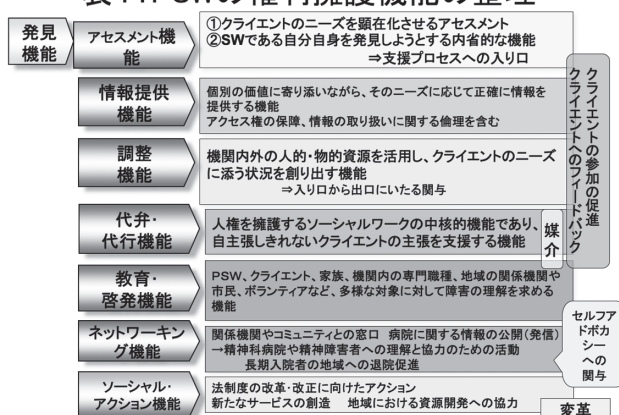 発見
機能
アセスメント機
能
①クライエントのニーズを顕在化させるアセスメント
②SWである自分自身を発見しようとする内省的な機能
⇒支援プロセスへの入り口
情報提供
機能
個別の価値に寄り添いながら、そのニーズに応じて正確に情報を
提供する機能
アクセス権の保障、情報の取り扱いに関する倫理を含む
調整
機能
機関内外の人的・物的資源を活用し、クライエントのニーズ
に添う状況を創り出す機能
⇒入り口から出口にいたる関与
代弁・
代行機能
人権を擁護するソーシャルワークの中核的機能であり、
自主張しきれないクライエントの主張を支援する機能
媒
介
クライエントの参加の促進
クライエントへのフィードバック
教育・
啓発機能
PSW、クライエント、家族、機関内の専門職種、地域の関係機関や
市民、ボランティアなど、多様な対象に対して障害の理解を求める
機能
ネットワーキン
グ機能
関係機関やコミュニティとの窓口 病院に関する情報の公開(発信)
→精神科病院や精神障害者への理解と協力のための活動
長期入院者の地域への退院促進
セルフア
ドボカ
シー
への
関与
ソーシャル・
アクション機能
法制度の改革・改正に向けたアクション
新たなサービスの創造 地域における資源開発への協力
変革